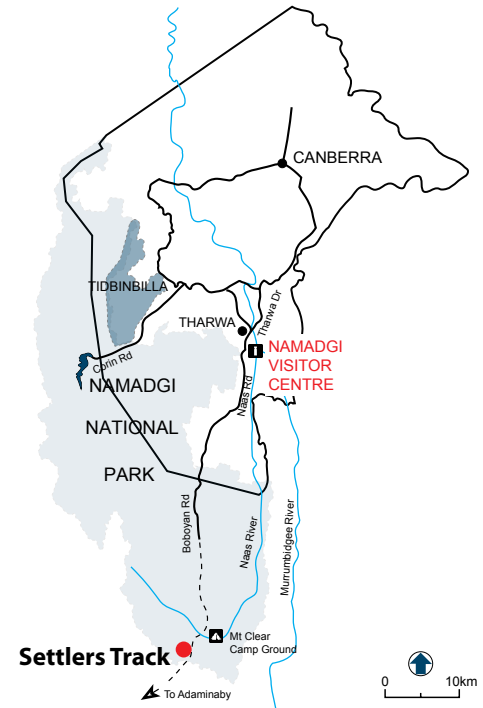 CANBERRA
TIDBINBILLA
Tharwa Dr
THARWA
NAMADGI
VISITOR
CENTRE
Corin Rd
Naas Rd
NAMADGI
NATIONAL
PARK
Boboyan Rd
Naas River
Murrumbidgee River
Mt Clear
Camp Ground
Settlers Track
To Adaminaby
0 10km